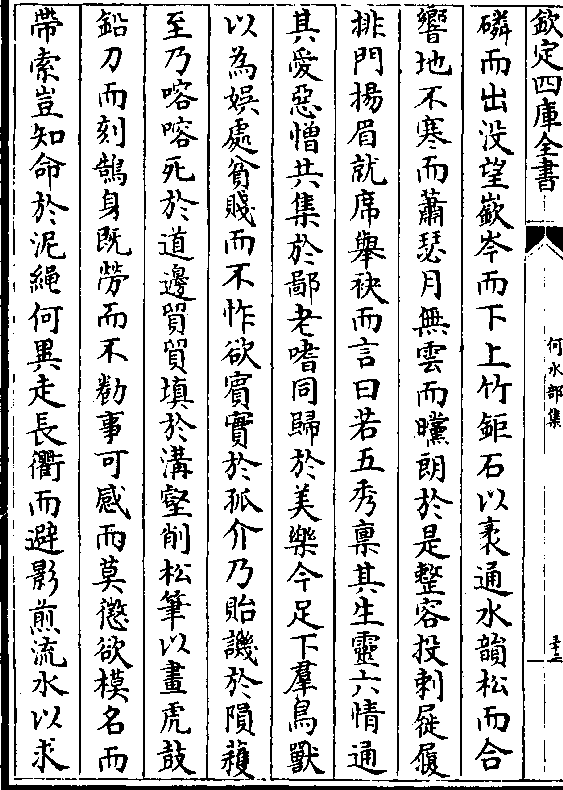 欽定四庫全書
何水部集
磷而出没望嶔岑而下上竹鉅石以裹通水韻松而合
響地不寒而蕭瑟月無雲而曭朗於是整容投刺屣履
排門揚眉就席舉袂而言曰若五秀禀其生靈六情通
其愛惡憎共集於鄙老嗜同歸於美樂今足下羣鳥獸
以為娯處貧賤而不怍欲賓實於孤介乃貽譏於隕穫
至乃喀喀死於道邊貿貿填於溝壑削松筆以畫虎鼓
鉛刀而刻鵠身既勞而不勸事可感而莫懲欲模名而
帶索豈知命於泥繩何異走長衢而避影煎流水以求